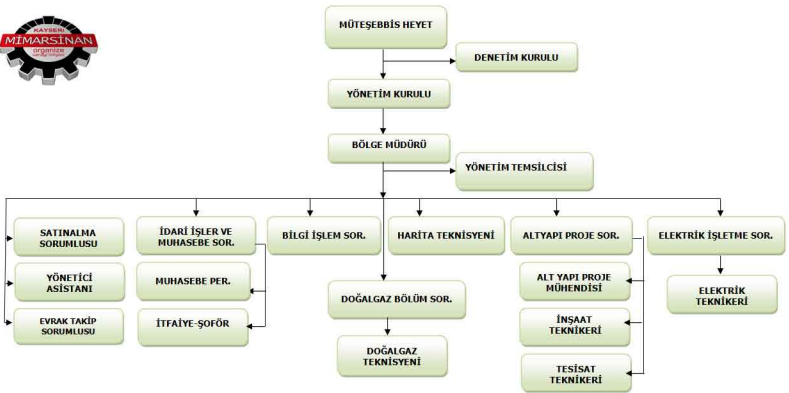 KAYSERİ
MİMARSİNAN
organize
MÜTEŞEBBİS HEYET
DENETİM KURULU
YÖNETİM KURULU
BÖLGE MÜDÜRÜ
YÖNETİM TEMSİLCİSİ
SATINALMA
SORUMLUSU
İDARİ İŞLER VE
MUHASEBE SOR.
BİLGİ İŞLEM SOR.
HARİTA TEKNİSYENİ
ALTYAPI PROJE SOR.
ELEKTRİK İŞLETME SOR.
YÖNETİCİ
ASİSTANI
MUHASEBE PER.
DOĞALGAZ BÖLÜM SOR.
ALT YAPI PROJE
MÜHENDİSİ
ELEKTRİK
TEKNİKERİ
EVRAK TAKİP
SORUMLUSU
İTFAİYE-ŞOFÖR
İNŞAAT
TEKNİKERİ
DOĞALGAZ
TEKNİSYENİ
TESİSAT
TEKNİKERİ